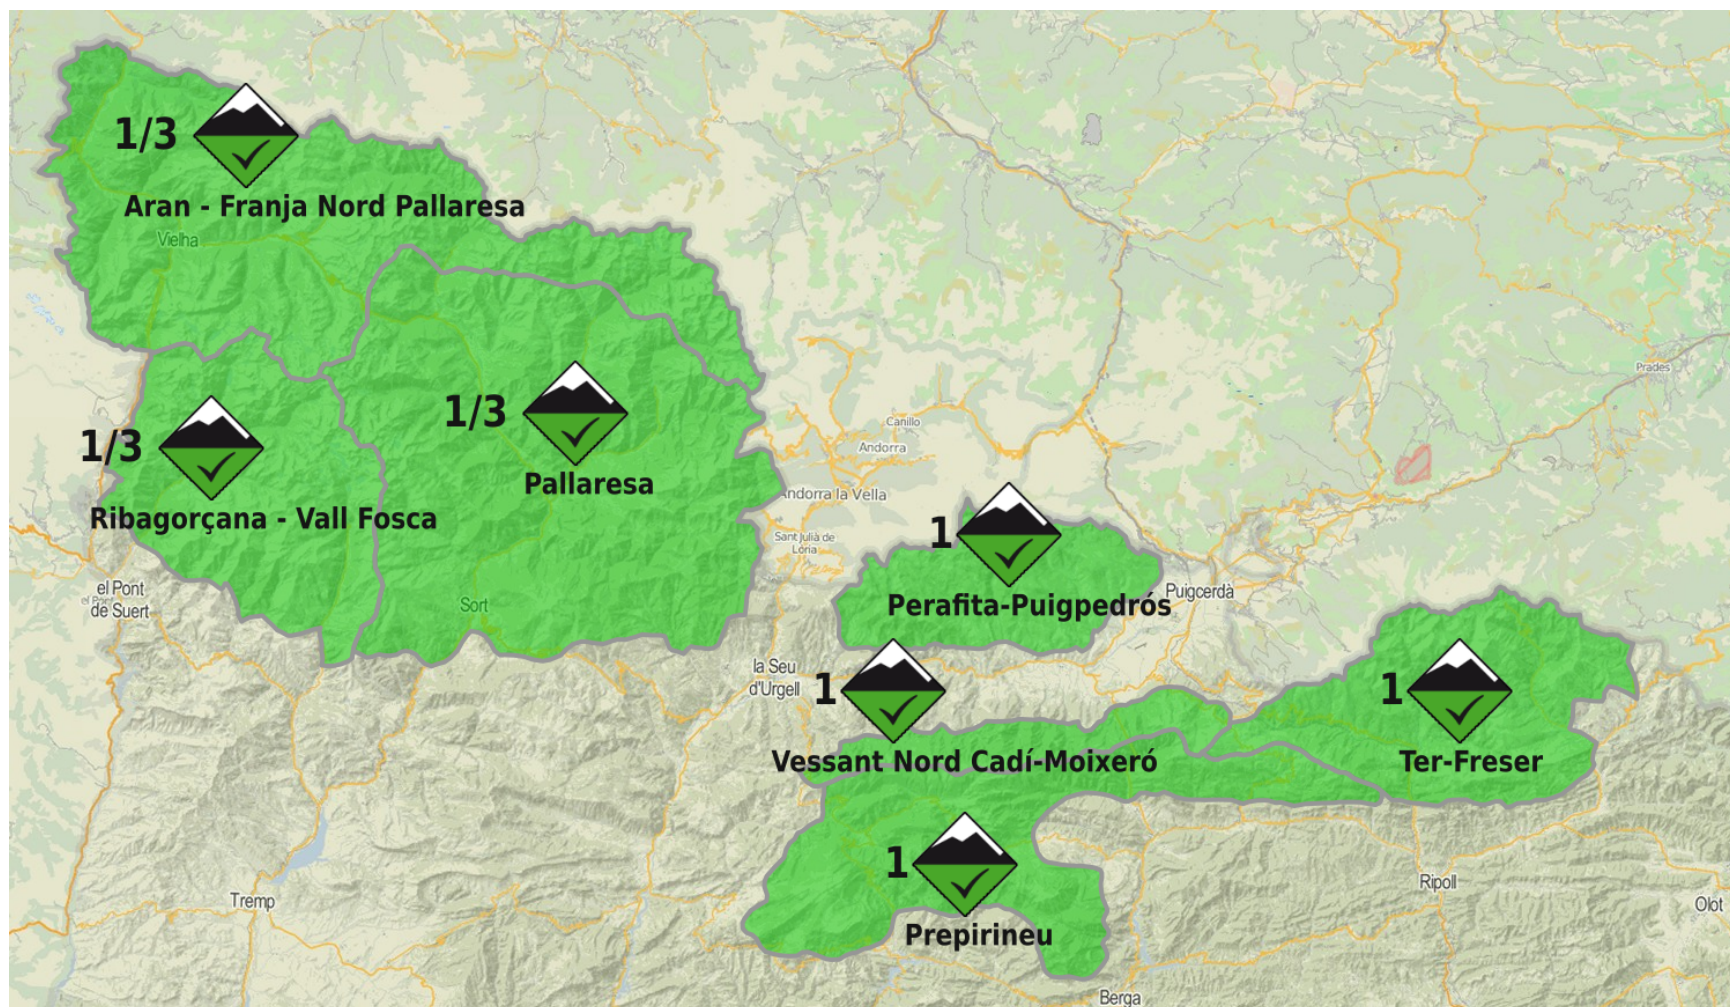 1/3
Aran - Franja Nord Pallaresa
Vielha
1/3
Pallaresa
1/3
Ribagorçana - Vall Fosca
Prades
Canillo
Andorra
Andorra la Vella
Sant Julià de
Lòria
1
Perafita-Puigpedrós
Puigcerdà
el Pont
de Suert
Sort
la Seu
d'Urgell
1
Vessant Nord Cadí-Moixeró
1
Ter-Freser
1
Prepirineu
Tremp
Ripoll
Olot
Berga